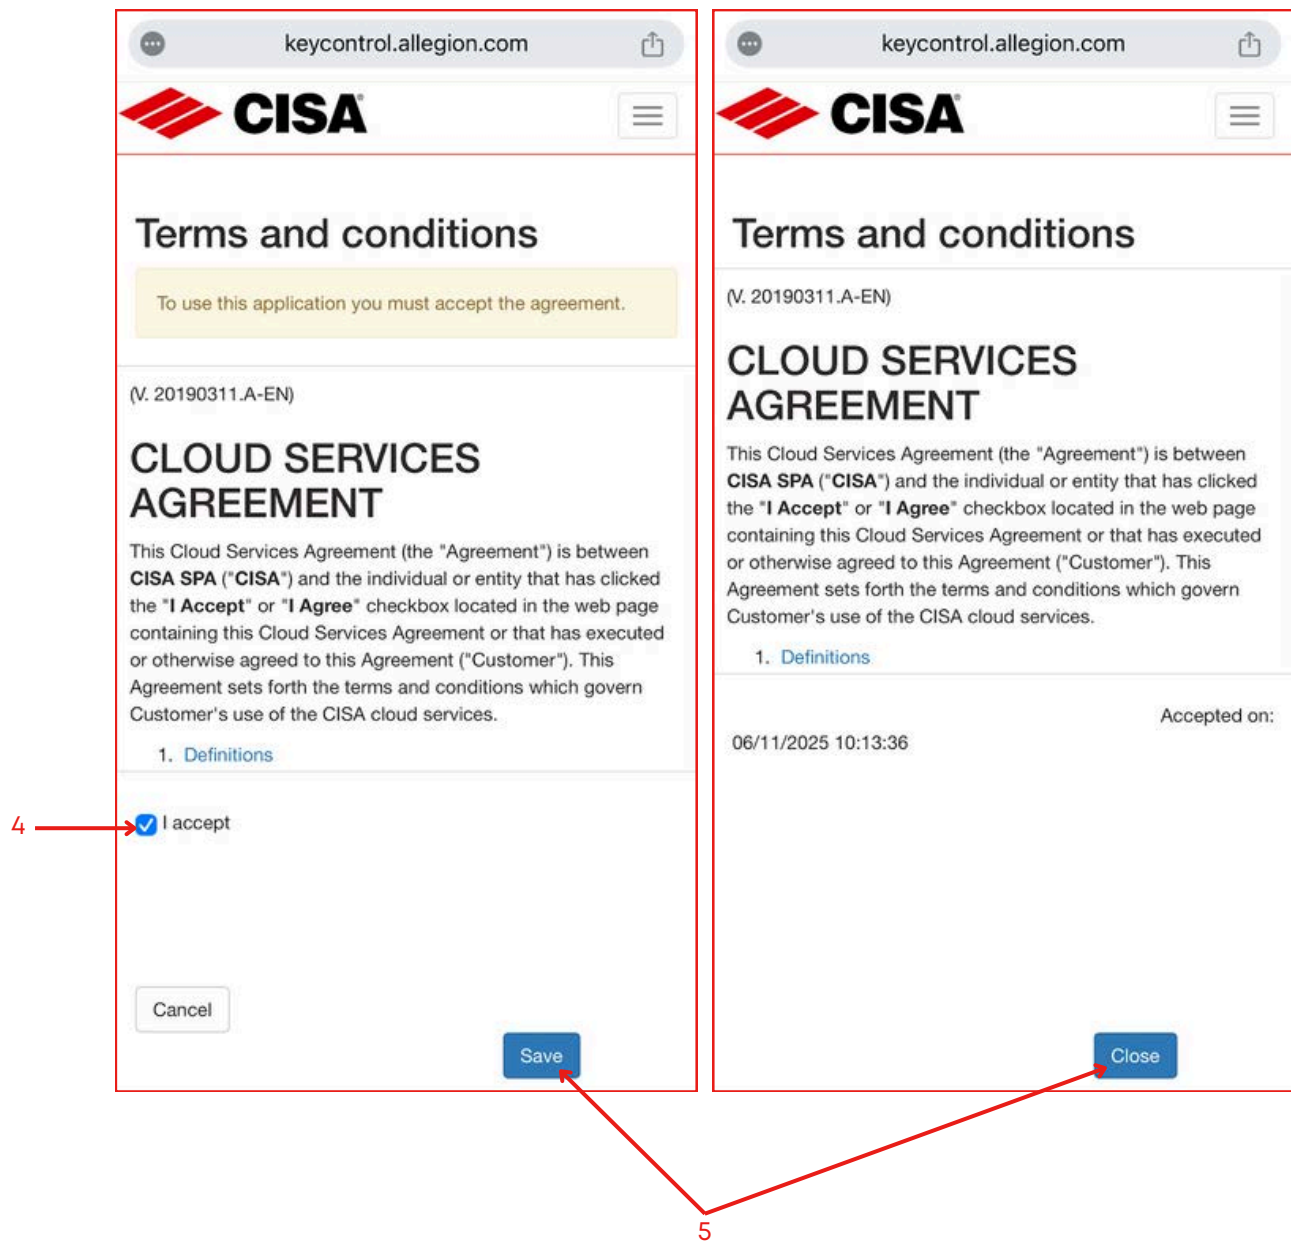 keycontrol.allegion.com
CISA
Terms and conditions
To use this application you must accept the agreement.
(V. 20190311.A-EN)
CLOUD SERVICES
AGREEMENT
This Cloud Services Agreement (the "Agreement") is between
CISA SPA ("CISA") and the individual or entity that has clicked
the "I Accept" or "I Agree" checkbox located in the web page
containing this Cloud Services Agreement or that has executed
or otherwise agreed to this Agreement ("Customer"). This
Agreement sets forth the terms and conditions which govern
Customer's use of the CISA cloud services.
1. Definitions
4
I accept
Cancel
Save
keycontrol.allegion.com
CISA
Terms and conditions
(V. 20190311.A-EN)
CLOUD SERVICES
AGREEMENT
This Cloud Services Agreement (the "Agreement") is between
CISA SPA ("CISA") and the individual or entity that has clicked
the "I Accept" or "I Agree" checkbox located in the web page
containing this Cloud Services Agreement or that has executed
or otherwise agreed to this Agreement ("Customer"). This
Agreement sets forth the terms and conditions which govern
Customer's use of the CISA cloud services.
1. Definitions
Accepted on:
06/11/2025 10:13:36
Close
5